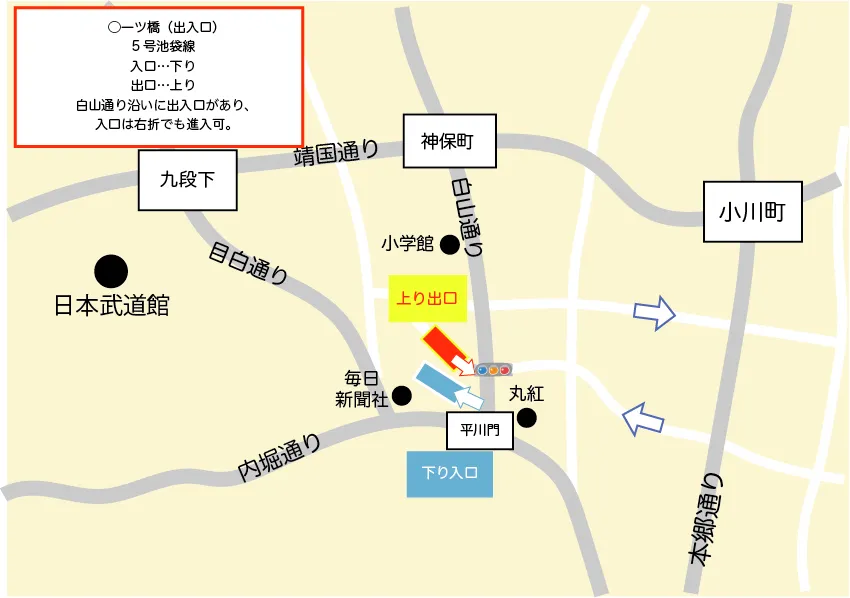 ◯一ツ橋（出入口）
５号池袋線
入口…下り
出口…上り
白山通り沿いに出入口があり、
入口は右折でも進入可。
神保町
靖国通り
九段下
白山通り
小川町
小学館
目白通り
日本武道館
上り出口
毎日
新聞社
丸紅
平川門
内堀通り
下り入口
本郷通り